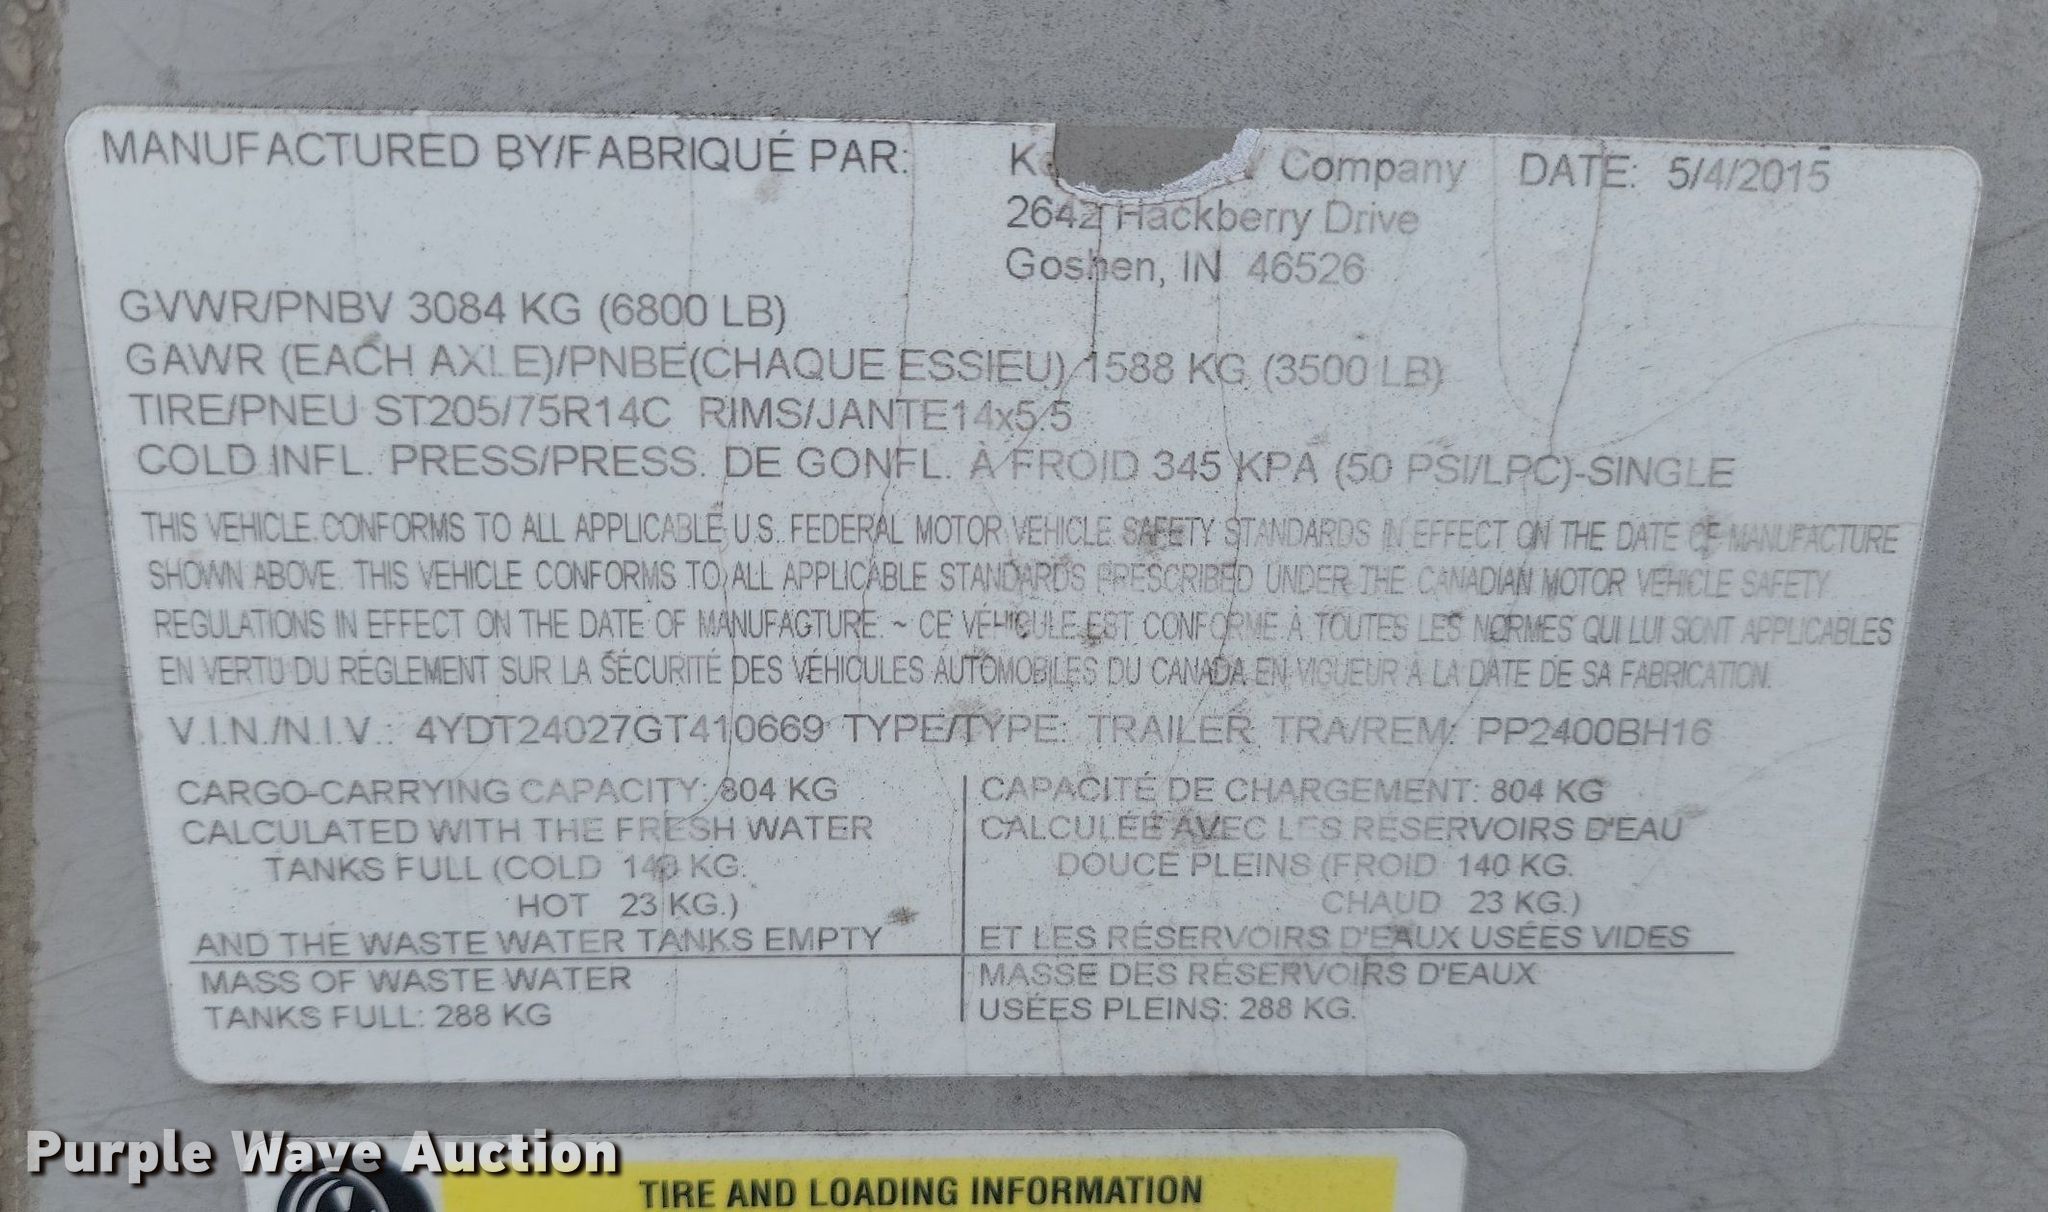 MANUFACTURED BY/FABRIQUÉ PAR: Company DATE: 5/4/2015
2642 Hackberry Drive
Goshen, IN 46526
GVWR/PNBV 3084 KG (6800 LB)
GAWR (EACH AXLE)/PNBE(CHAQUE ESSIEU) 1588 KG (3500 LB)
TIRE/PNEU ST205/75R14C RIMS/JANTE14x5.5
COLD INFL. PRESS/PRESS. DE GONFL. À FROID 345 KPA (50 PSI/LPC)-SINGLE
THIS VEHICLE CONFORMS TO ALL APPLICABLE U.S. FEDERAL MOTOR VEHICLE SAFETY STANDARDS IN EFFECT ON THE DATE OF MANUFACTURE
SHOWN ABOVE. THIS VEHICLE CONFORMS TO ALL APPLICABLE STANDARDS PRESCRIBED UNDER THE CANADIAN MOTOR VEHICLE SAFETY
REGULATIONS IN EFFECT ON THE DATE OF MANUFACTURE. ~ CE VÉHICULE EST CONFORME À TOUTES LES NORMES QUI LUI SONT APPLICABLES
EN VERTU DU RÉGLEMENT SUR LA SÉCURITÉ DES VÉHICULES AUTOMOBILES DU CANADA EN VIGUEUR À LA DATE DE SA FABRICATION.
V.I.N./N.I.V.: 4YDT24027GT410669 TYPE/TYPE: TRAILER TRA/REM: PP2400BH16
CARGO-CARRYING CAPACITY: 804 KG
CALCULATED WITH THE FRESH WATER
TANKS FULL (COLD 140 KG.
HOT 23 KG.)
AND THE WASTE WATER TANKS EMPTY
MASS OF WASTE WATER
TANKS FULL: 288 KG
CAPACITÉ DE CHARGEMENT: 804 KG
CALCULÉE AVEC LES RÉSERVOIRS D'EAU
DOUCE PLEINS (FROID 140 KG.
CHAUD 23 KG.)
ET LES RÉSERVOIRS D'EAUX USÉES VIDES
MASSE DES RÉSERVOIRS D'EAUX
USÉES PLEINS: 288 KG.
Purple Wave Auction
TIRE AND LOADING INFORMATION